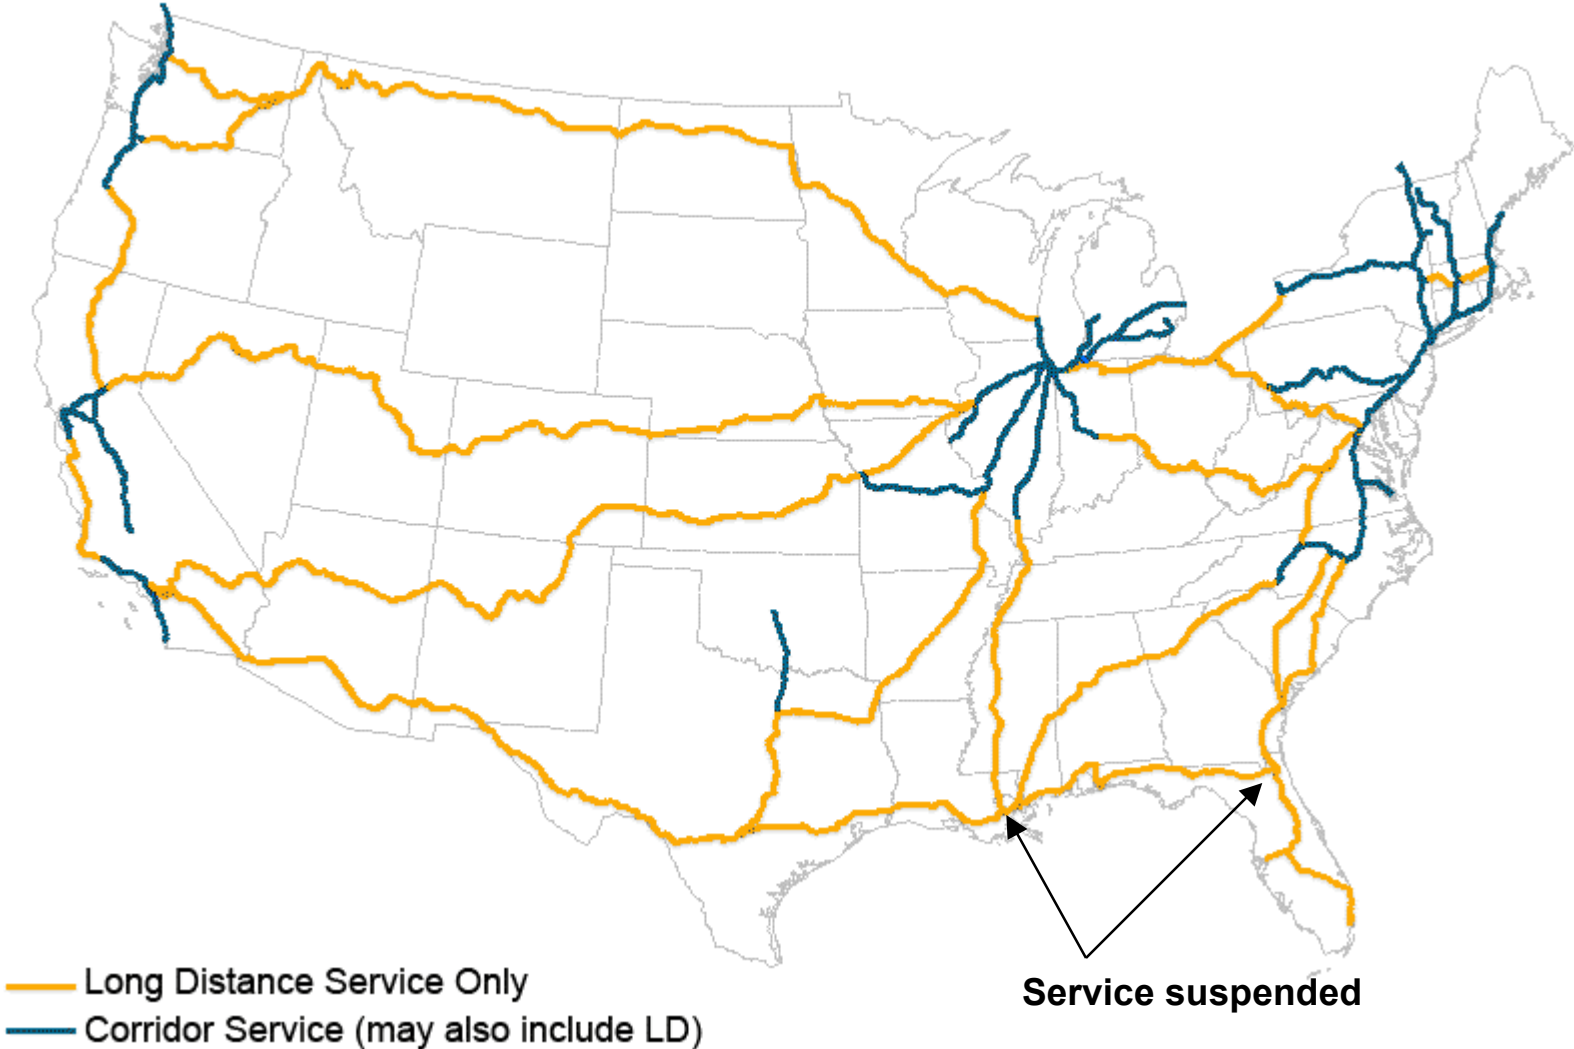 Service suspended
Long Distance Service Only
Corridor Service (may also include LD)